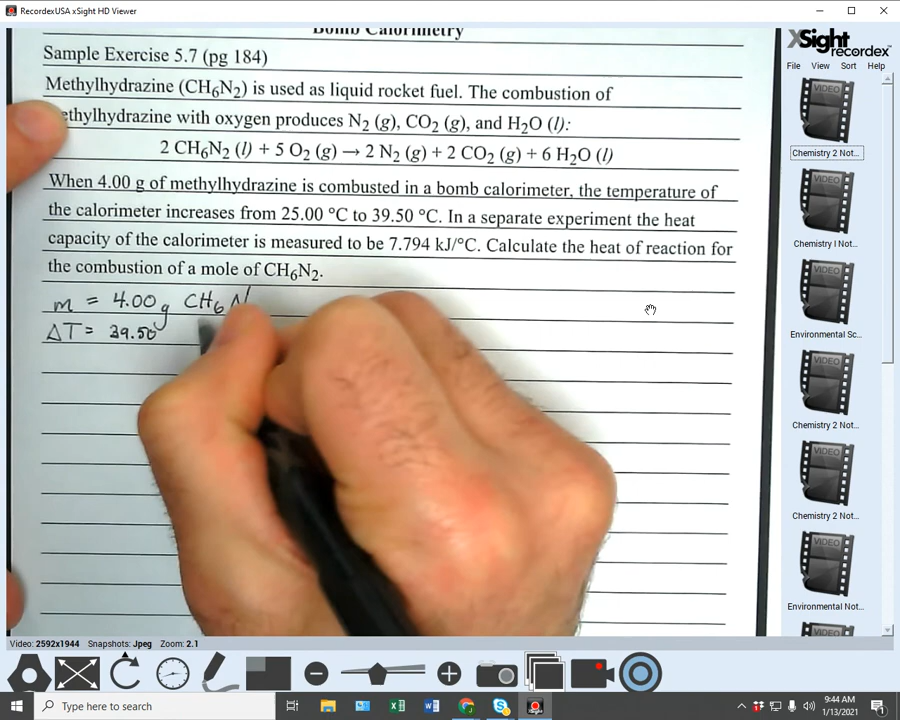 RecordexUSA xSight HD Viewer
Bomb Calorimetry
Sample Exercise 5.7 (pg 184)
Methylhydrazine (CH6N2) is used as liquid rocket fuel. The combustion of
ethylhydrazine with oxygen produces N2 (g), CO2 (g), and H2O (l):
2 CH6N2 (l) + 5 O2 (g) → 2 N2 (g) + 2 CO2 (g) + 6 H2O (l)
When 4.00 g of methylhydrazine is combusted in a bomb calorimeter, the temperature of
the calorimeter increases from 25.00 °C to 39.50 °C. In a separate experiment the heat
capacity of the calorimeter is measured to be 7.794 kJ/°C. Calculate the heat of reaction for
the combustion of a mole of CH6N2.
m = 4.00 g CH6 N
ΔT = 39.50
xSight
recordex
File View Sort Help
VIDEO
Chemistry 2 Not...
VIDEO
Chemistry I Not...
VIDEO
Environmental Sc...
VIDEO
Chemistry 2 Not...
VIDEO
Chemistry 2 Not...
VIDEO
Environmental Not...
VIDEO
Video: 2592x1944 Snapshots: Jpeg Zoom: 2.1
Type here to search
9:44 AM
1/13/2021